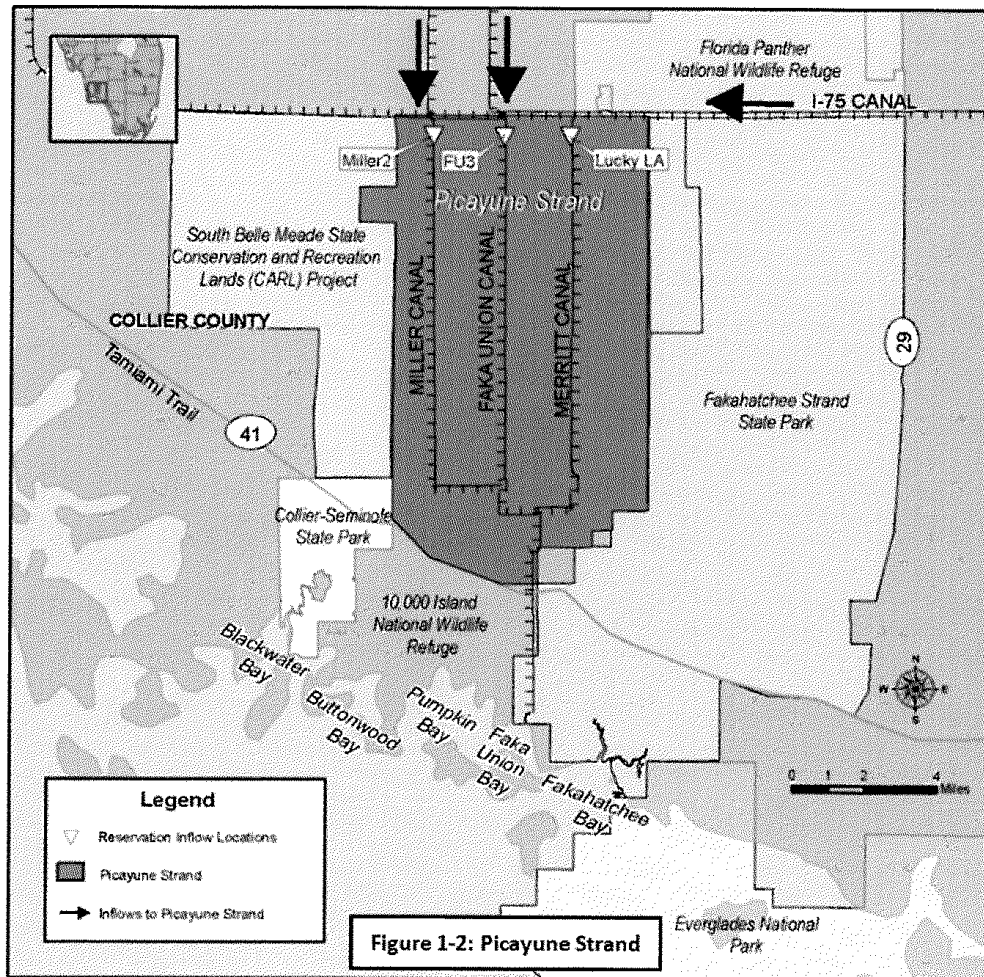 Florida Panther
National Wildlife Refuge
I-75 CANAL
Miller2
FU3
Lucky LA
Picayune Strand
South Belle Meade State
Conservation and Recreation
Lands (CARL) Project
MILLER CANAL
FAKA UNION CANAL
MERRITT CANAL
COLLIER COUNTY
29
Tamiami Trail
Fakahatchee Strand
State Park
41
Collier-Seminole
State Park
10,000 Island
National Wildlife
Refuge
N
W
E
S
Blackwater
Bay
Buttonwood
Bay
Pumpkin
Bay
Faka
Union
Bay
Fakahatchee
Bay
0 2 4
Miles
Legend
Reservation Inflow Locations
Picayune Strand
Inflows to Picayune Strand
Everglades National
Park
Figure 1-2: Picayune Strand